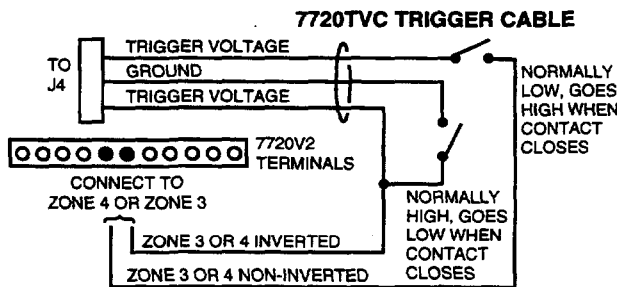 7720TVC TRIGGER CABLE
TRIGGER VOLTAGE
TO
J4
GROUND
TRIGGER VOLTAGE
NORMALLY
LOW, GOES
HIGH WHEN
CONTACT
CLOSES
7720V2
TERMINALS
CONNECT TO
ZONE 4 OR ZONE 3
NORMALLY
HIGH, GOES
LOW WHEN
CONTACT
CLOSES
ZONE 3 OR 4 INVERTED
ZONE 3 OR 4 NON-INVERTED